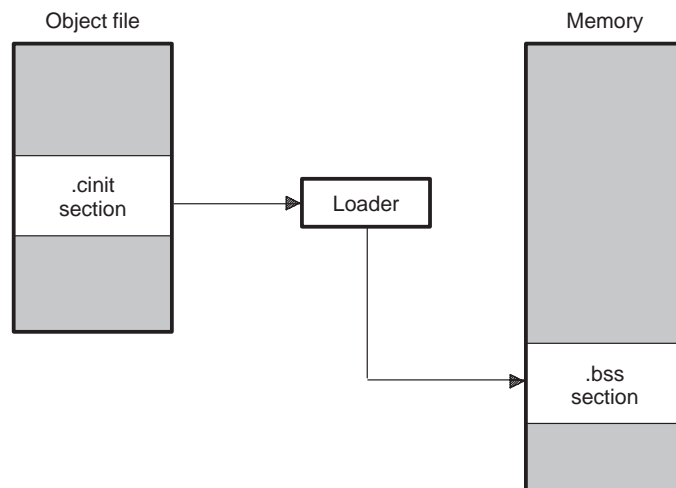 Object file
Memory
.cinit
section
Loader
.bss
section